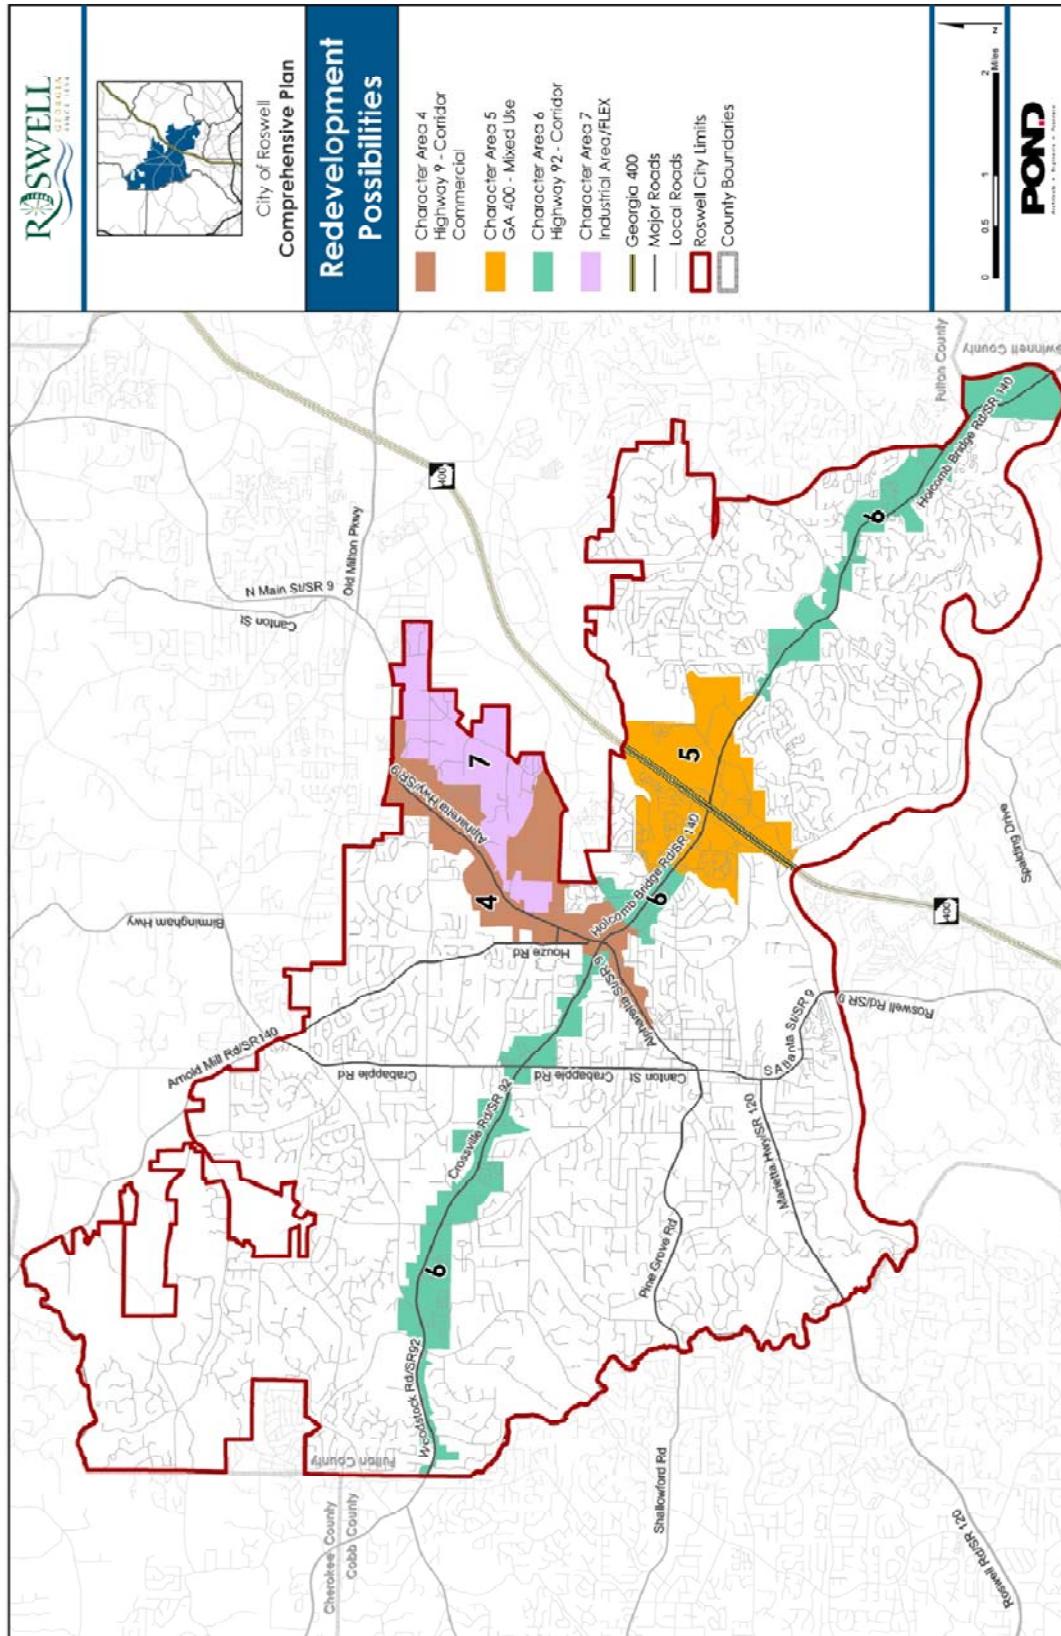 ROSWELL
GEORGIA
SINCE 1854
City of Roswell
Comprehensive Plan
Redevelopment
Possibilities
Character Area 4
Highway 9 - Corridor
Commercial
Character Area 5
GA 400 - Mixed Use
Character Area 6
Highway 92 - Corridor
Character Area 7
Industrial Area/FLEX
Georgia 400
Major Roads
Local Roads
Roswell City Limits
County Boundaries
0
0.5
1
2
Miles
N
POND
Cherokee County
Cobb County
Fulton County
Woodstock Rd/SR92
6
Crossville Rd/SR 92
Arnold Mill Rd/SR140
Birmingham Hwy
Crabapple Rd
Crabapple Rd
Canton St
Houze Rd
4
Alpharetta Hwy/SR 9
7
N Main St/SR 9
Canton St
Old Milton Pkwy
400
Alpharetta St/SR 9
Holcomb Bridge Rd/SR 140
6
5
6
Holcomb Bridge Rd/SR 140
Fulton County
Gwinnett County
Shallowford Rd
Pine Grove Rd
Marietta Hwy/SR 120
Roswell Rd/SR 120
S Atlanta St/SR 9
Roswell Rd/SR 9
400
Spalding Drive